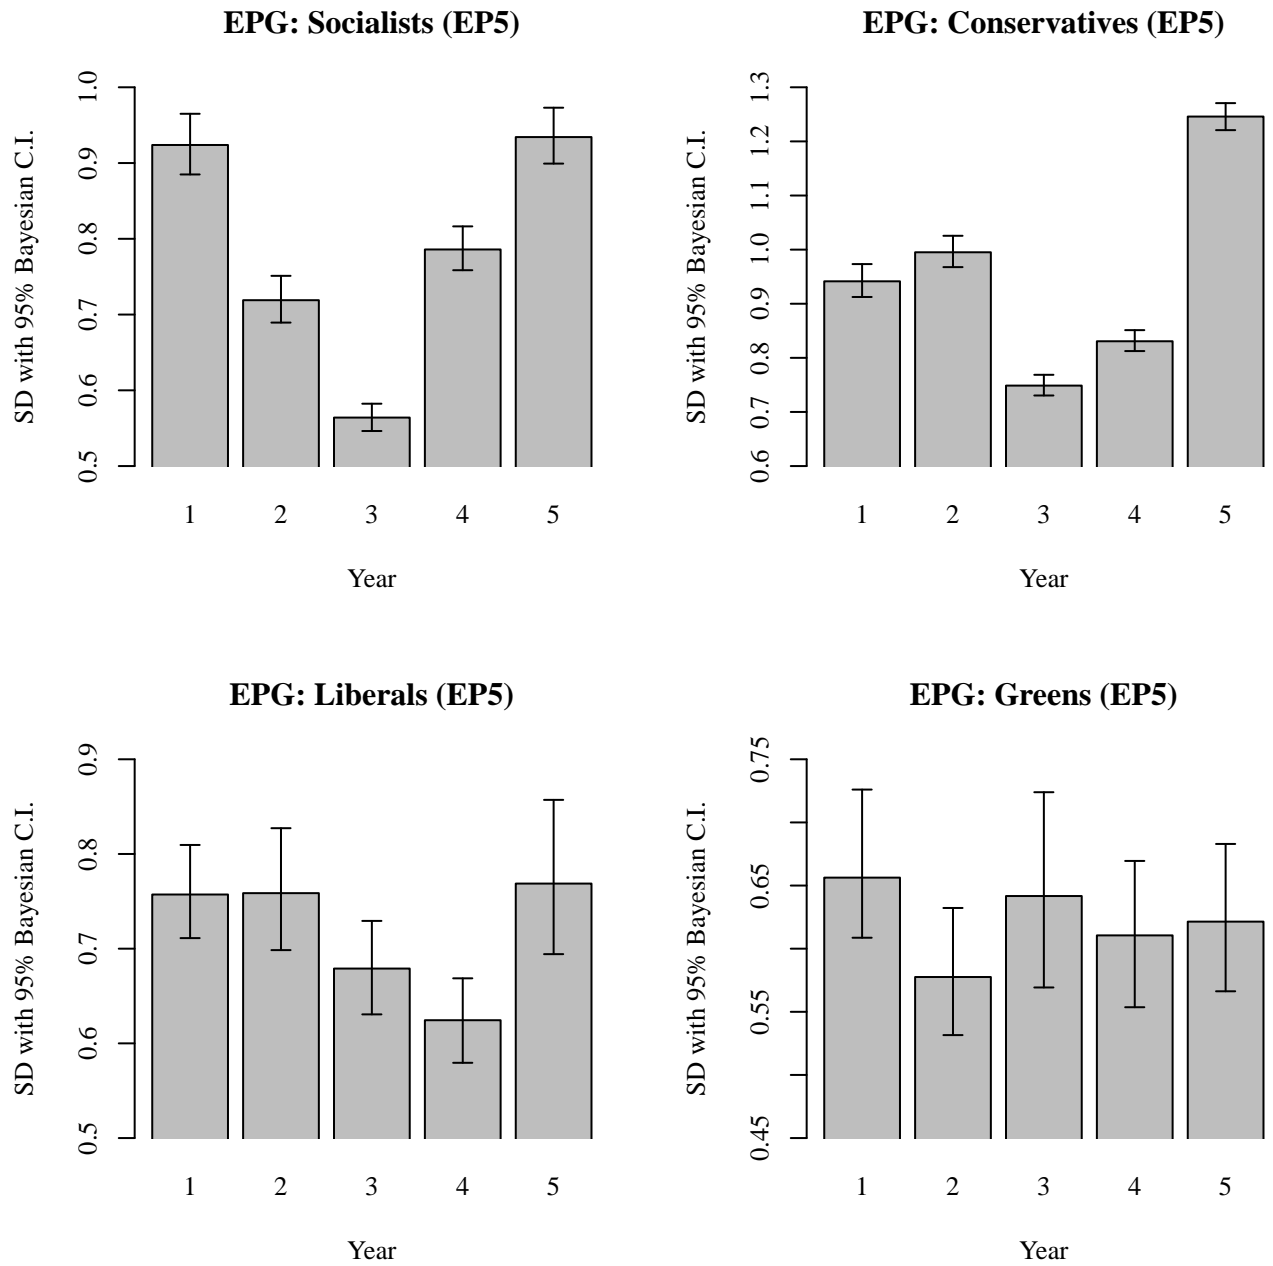 EPG: Socialists (EP5)
SD with 95% Bayesian C.I.
1.0
0.9
0.8
0.7
0.6
0.5
1 2 3 4 5
Year
EPG: Conservatives (EP5)
SD with 95% Bayesian C.I.
1.3
1.2
1.1
1.0
0.9
0.8
0.7
0.6
1 2 3 4 5
Year
EPG: Liberals (EP5)
SD with 95% Bayesian C.I.
0.9
0.8
0.7
0.6
0.5
1 2 3 4 5
Year
EPG: Greens (EP5)
SD with 95% Bayesian C.I.
0.75
0.65
0.55
0.45
1 2 3 4 5
Year